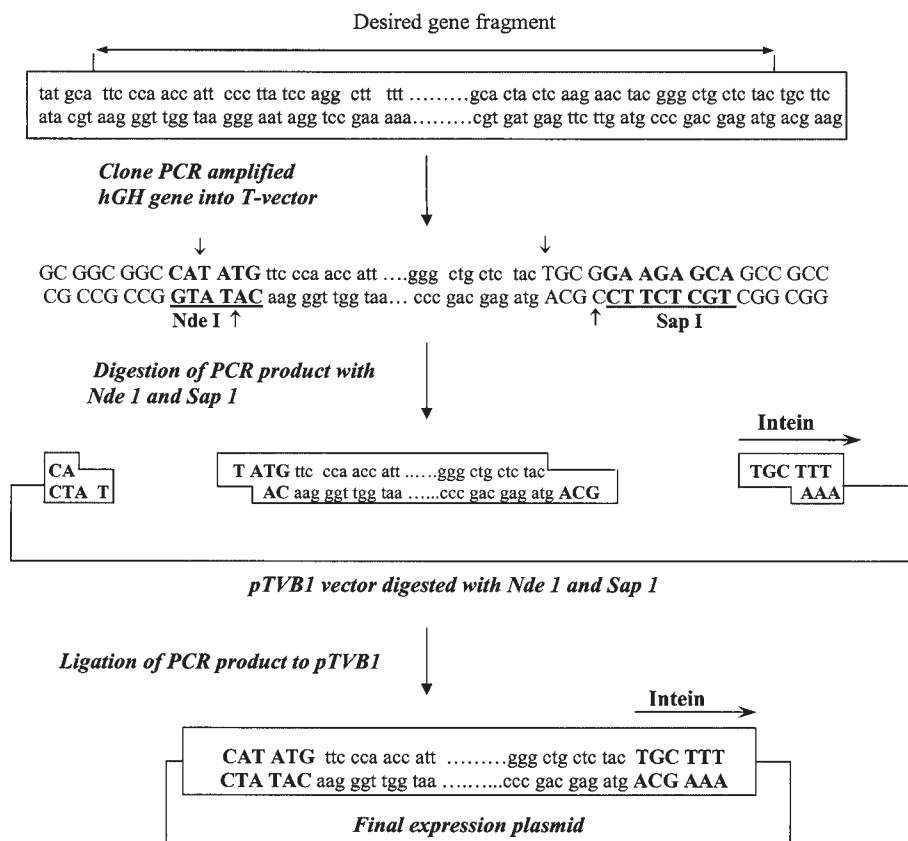 Desired gene fragment
tat gca ttc cca acc att ccc tta tcc agg ctt ttt .........gca cta ctc aag aac tac ggg ctg ctc tac tgc ttc
ata cgt aag ggt tgg taa ggg aat agg tcc gaa aaa.........cgt gat gag ttc ttg atg ccc gac gag atg acg aag
Clone PCR amplified
hGH gene into T-vector
GC GGC GGC CAT ATG ttc cca acc att ....ggg ctg ctc tac TGC GGA AGA GCA GCC GCC
CG CCG CCG GTA TAC aag ggt tgg taa... ccc gac gag atg ACG CCT TCT CGT CGG CGG
Nde I Sap I
Digestion of PCR product with
Nde 1 and Sap 1
Intein
CA T ATG ttc cca acc att ......ggg ctg ctc tac TGC TTT
CTA T AC aag ggt tgg taa ......ccc gac gag atg ACG AAA
pTVB1 vector digested with Nde 1 and Sap 1
Ligation of PCR product to pTVB1
Intein
CAT ATG ttc cca acc att .........ggg ctg ctc tac TGC TTT
CTA TAC aag ggt tgg taa ..........ccc gac gag atg ACG AAA
Final expression plasmid